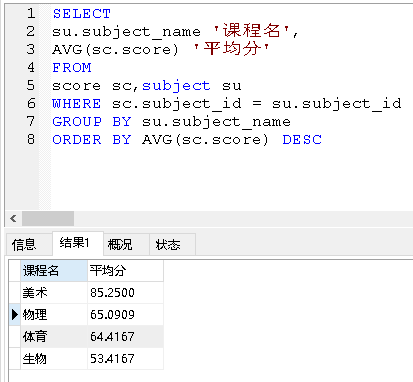 1 SELECT
2 su.subject_name '课程名',
3 AVG(sc.score) '平均分'
4 FROM
5 score sc,subject su
6 WHERE sc.subject_id = su.subject_id
7 GROUP BY su.subject_name
8 ORDER BY AVG(sc.score) DESC
信息 结果1 概况 状态
课程名 平均分
美术 85.2500
物理 65.0909
体育 64.4167
生物 53.4167